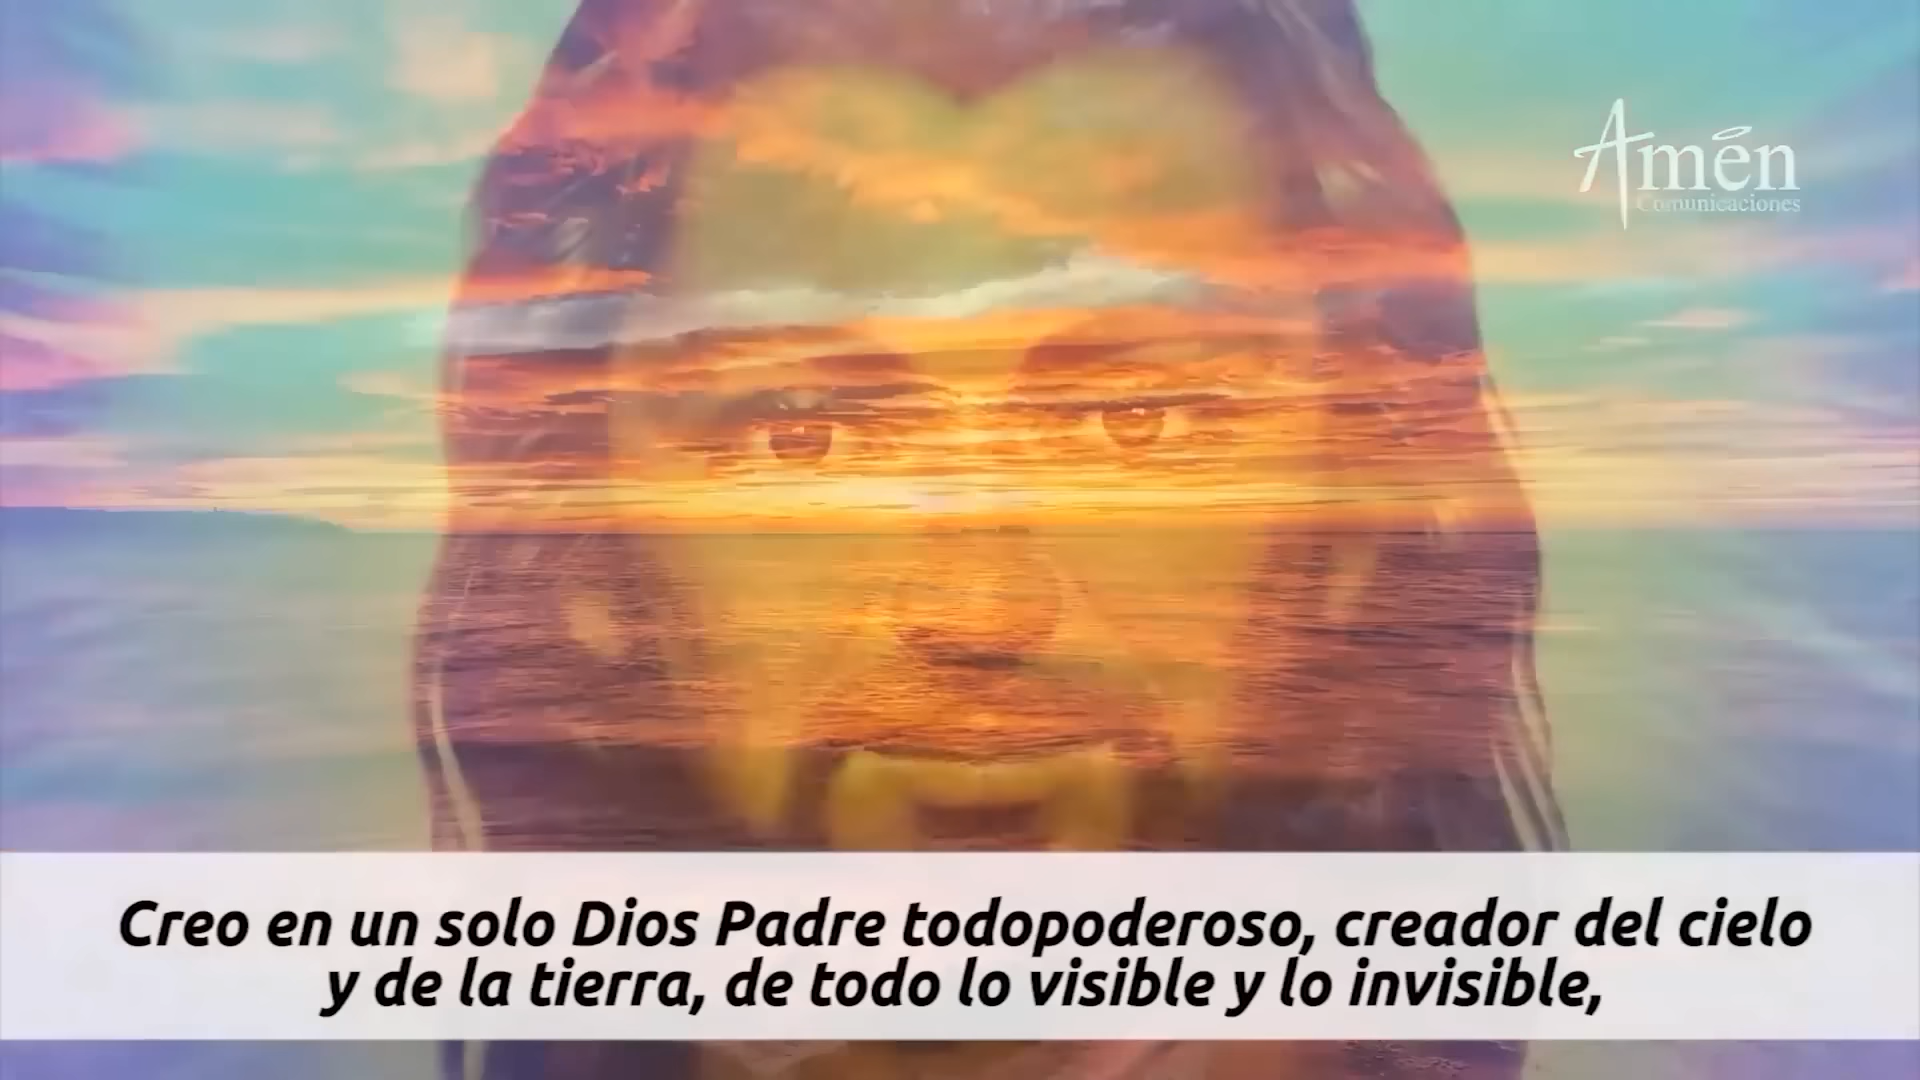 Amén
Comunicaciones
Creo en un solo Dios Padre todopoderoso, creador del cielo
y de la tierra, de todo lo visible y lo invisible,